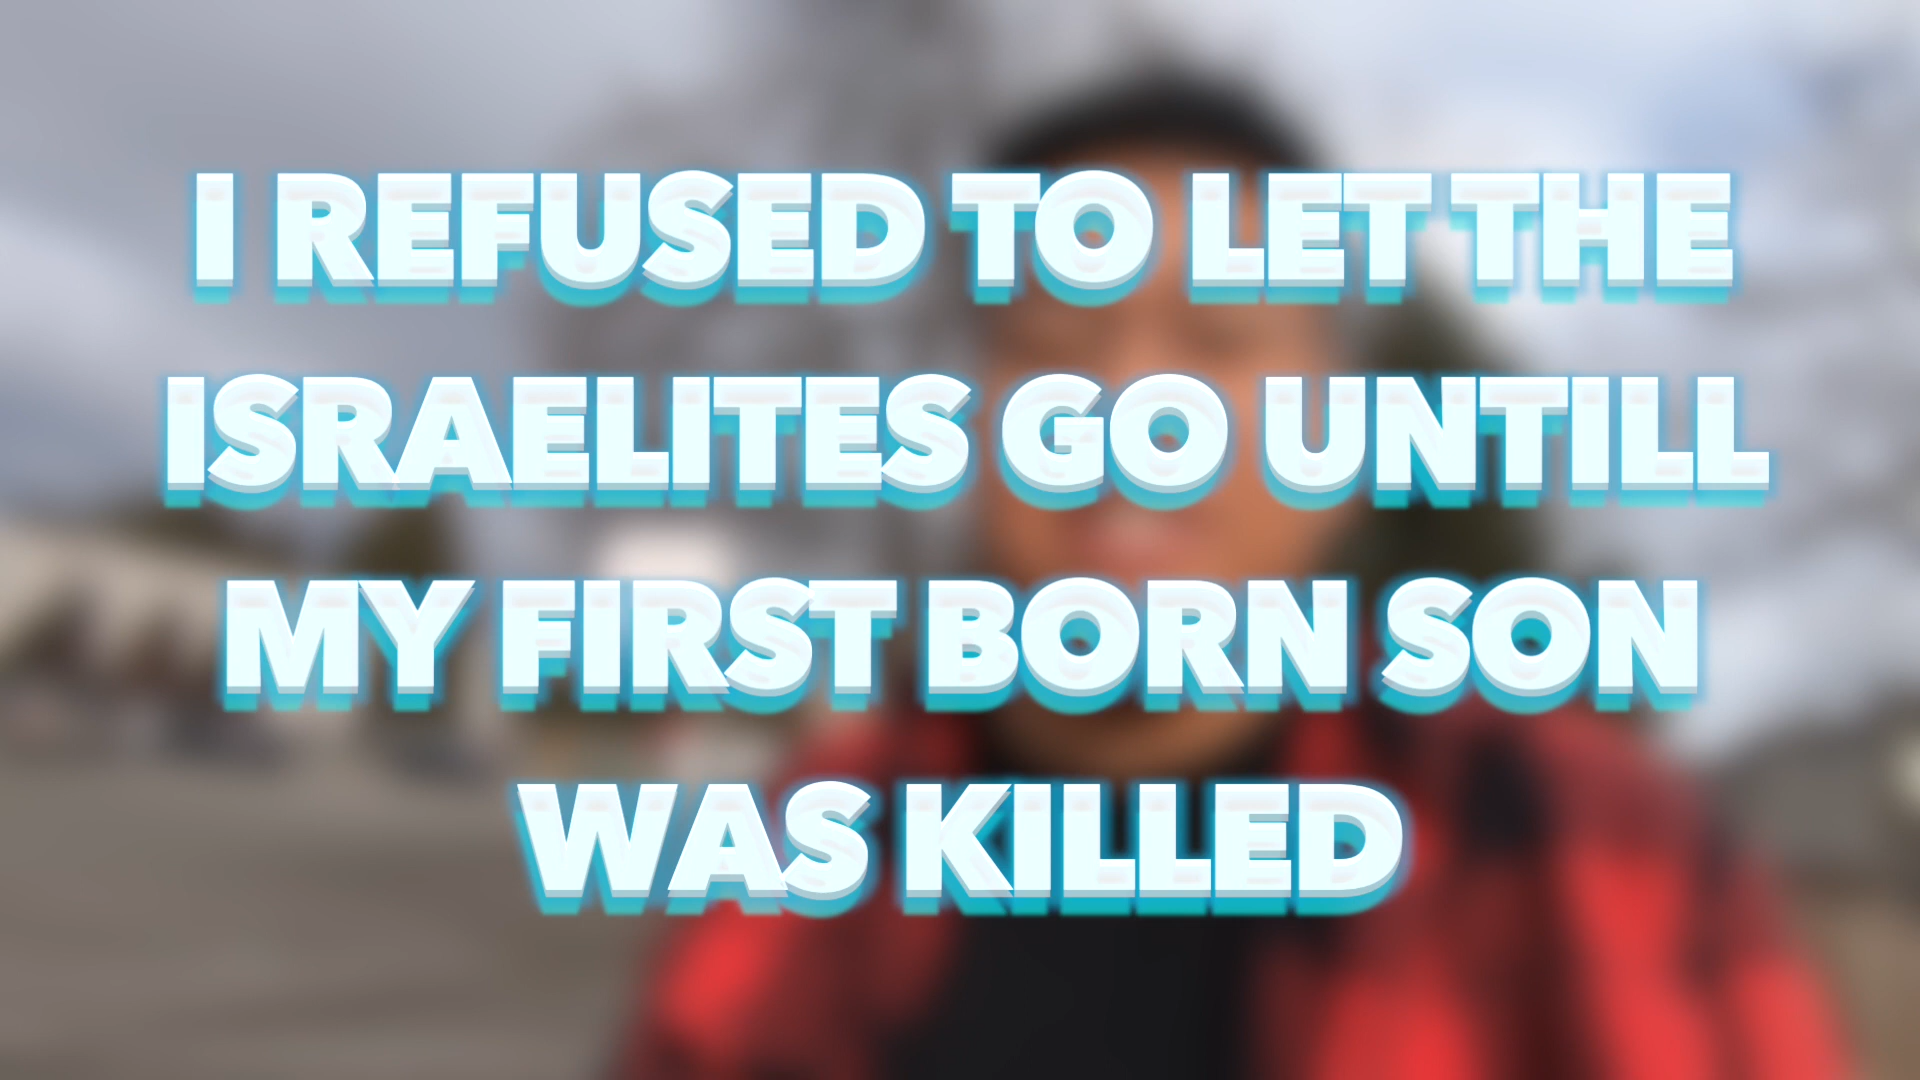 I REFUSED TO LET THE
ISRAELITES GO UNTILL
MY FIRST BORN SON
WAS KILLED